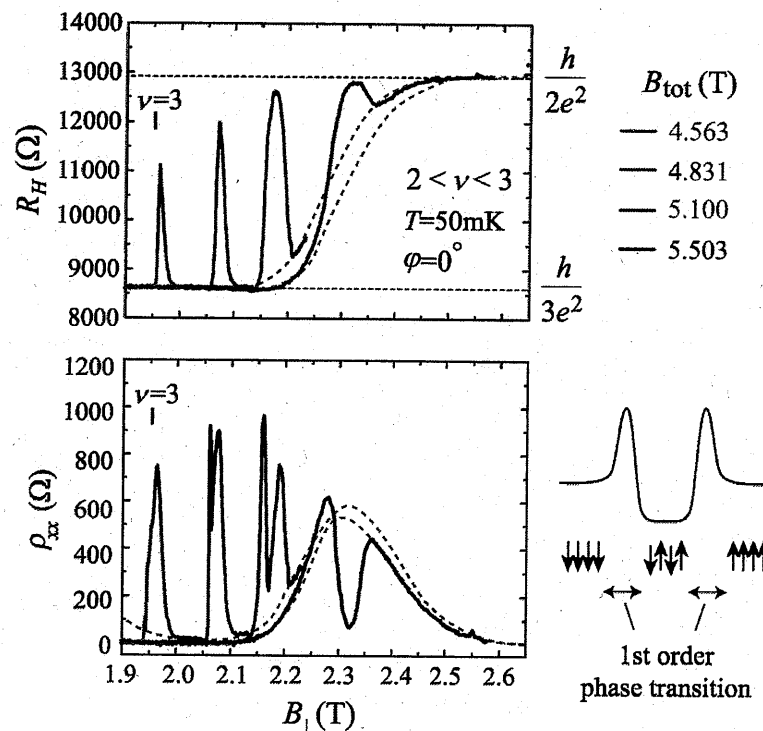 14000
13000
12000
11000
10000
9000
8000
R_H (Ω)
ν=3
2 < ν < 3
T=50mK
φ=0°
h
2e²
h
3e²
B_tot (T)
4.563
4.831
5.100
5.503
1200
1000
800
600
400
200
0
ρ_xx (Ω)
ν=3
1.9 2.0 2.1 2.2 2.3 2.4 2.5 2.6
B_⊥ (T)
↓↓↓↓ ↓↑↓↑ ↑↑↑↑
1st order
phase transition